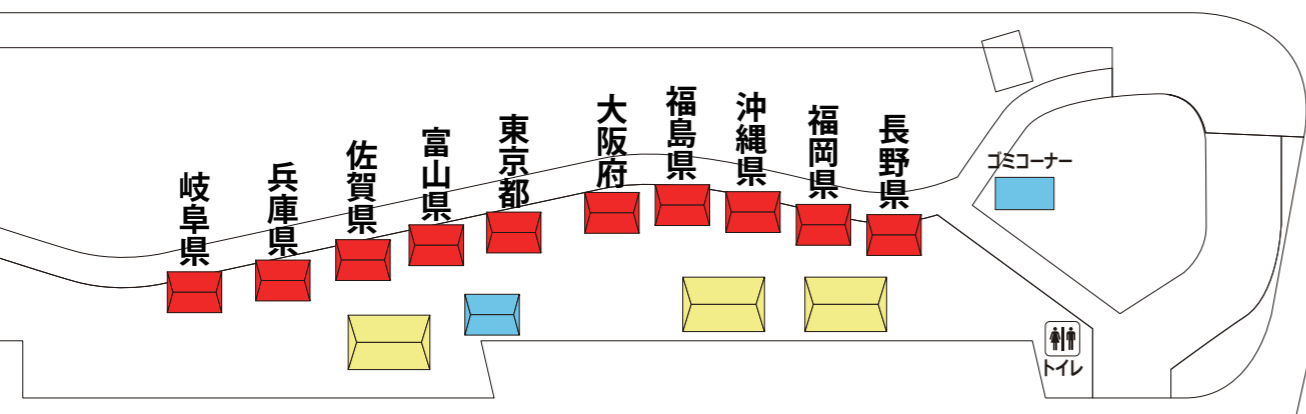 岐阜県
兵庫県
佐賀県
富山県
東京都
大阪府
福島県
沖縄県
福岡県
長野県
ゴミコーナー
トイレ